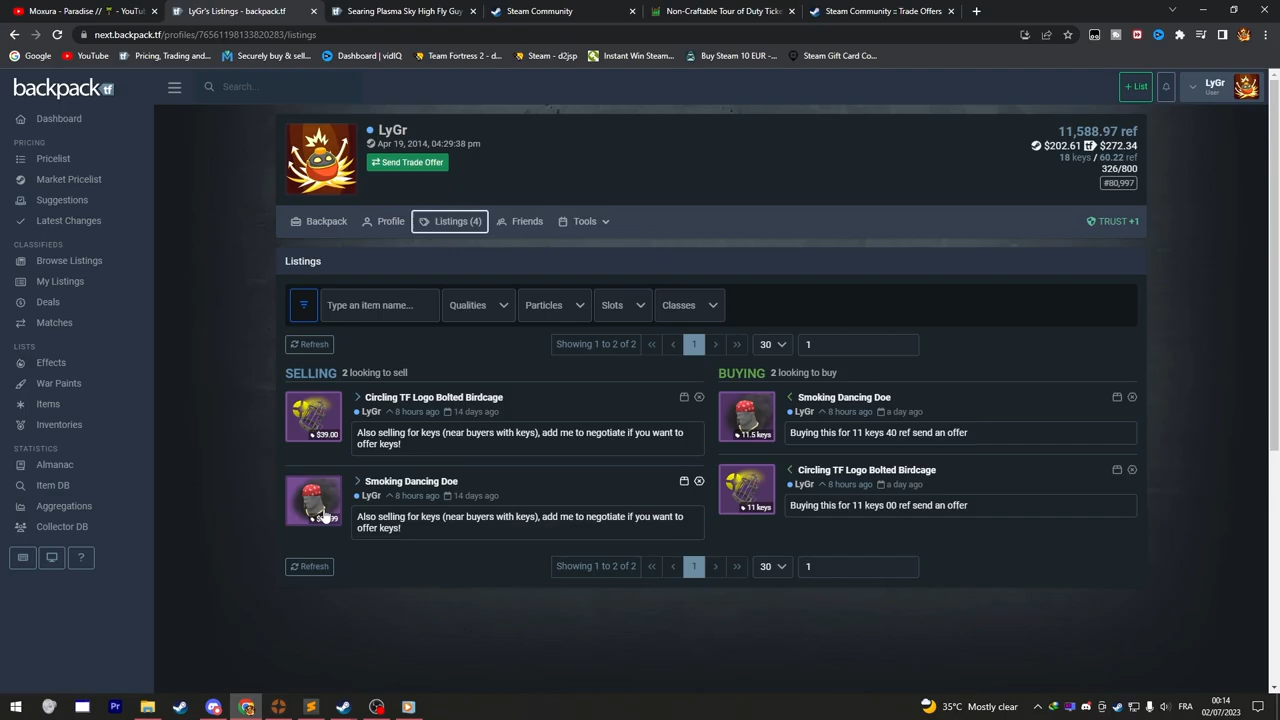 Moxura - Paradise // ~ YouTu
LyGr's Listings - backpack.tf
Searing Plasma Sky High Fly Guy
Steam Community
Non-Craftable Tour of Duty Ticke
Steam Community :: Trade Offers
next.backpack.tf/profiles/76561198133820283/listings
Google
YouTube
Pricing, Trading and...
Securely buy & sell...
Dashboard | vidIQ
Team Fortress 2 - d...
Steam - d2jsp
Instant Win Steam...
Buy Steam 10 EUR -...
Steam Gift Card Co...
backpack tf
Search...
+ List
LyGr
User
Dashboard
PRICING
Pricelist
Market Pricelist
Suggestions
Latest Changes
CLASSIFIEDS
Browse Listings
My Listings
Deals
Matches
LISTS
Effects
War Paints
Items
Inventories
STATISTICS
Almanac
Item DB
Aggregations
Collector DB
?
LyGr
Apr 19, 2014, 04:29:38 pm
Send Trade Offer
11,588.97 ref
$202.61 tf $272.34
18 keys / 60.22 ref
326/800
#80,997
Backpack
Profile
Listings (4)
Friends
Tools
TRUST +1
Listings
Type an item name...
Qualities
Particles
Slots
Classes
Refresh
Showing 1 to 2 of 2
1
30
1
SELLING 2 looking to sell
Circling TF Logo Bolted Birdcage
LyGr 8 hours ago 14 days ago
Also selling for keys (near buyers with keys), add me to negotiate if you want to
offer keys!
$39.00
Smoking Dancing Doe
LyGr 8 hours ago 14 days ago
Also selling for keys (near buyers with keys), add me to negotiate if you want to
offer keys!
BUYING 2 looking to buy
Smoking Dancing Doe
LyGr 8 hours ago a day ago
Buying this for 11 keys 40 ref send an offer
11.5 keys
Circling TF Logo Bolted Birdcage
LyGr 8 hours ago a day ago
Buying this for 11 keys 00 ref send an offer
11 keys
Refresh
Showing 1 to 2 of 2
1
30
1
Pr
35°C Mostly clear
FRA
00:14
02/07/2023